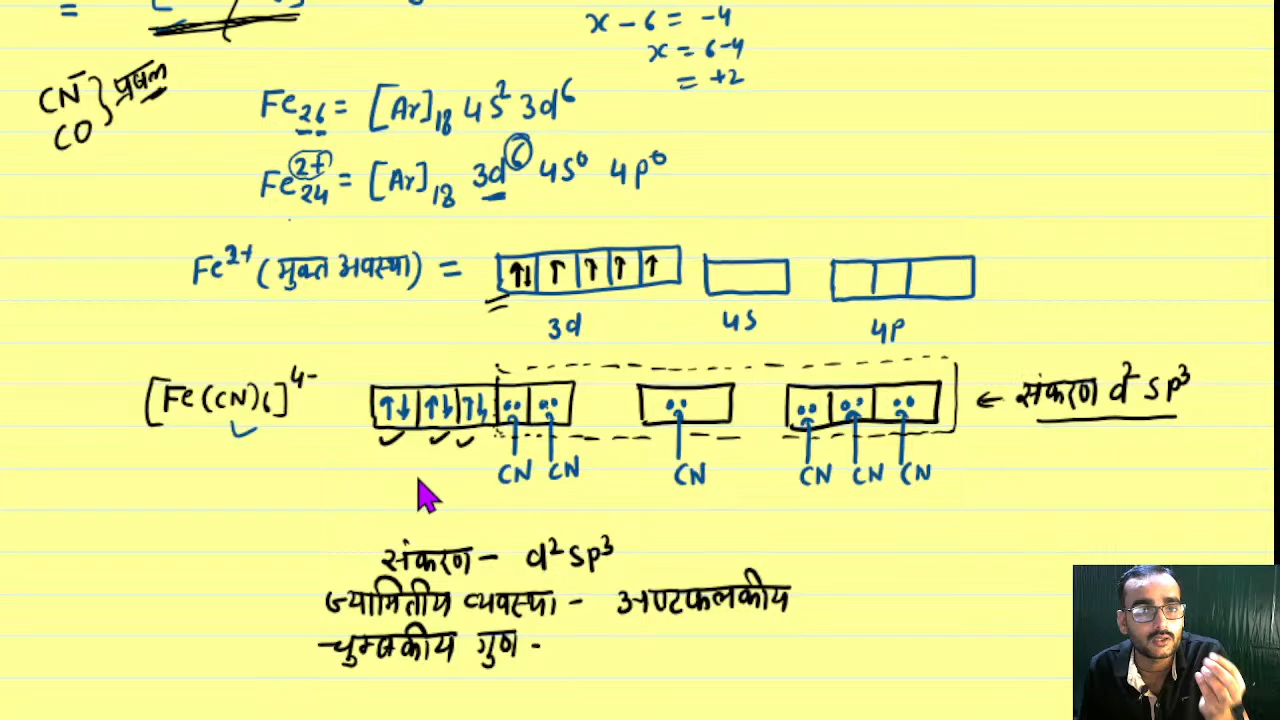 =
x - 6 = -4
x = 6-4
= +2
CN⁻
CO } प्रबल
Fe₂₆ = [Ar]₁₈ 4s² 3d⁶
Fe²⁺₂₄ = [Ar]₁₈ 3d⁶ 4s⁰ 4p⁰
Fe²⁺ (मुक्त अवस्था) = ↑↓ ↑ ↑ ↑ ↑
3d 4s 4p
[Fe(CN)₆]⁴⁻ ↑↓ ↑↓ ↑↓ ← संकरण d²sp³
CN CN CN CN CN CN
संकरण - d²sp³
ज्यामितीय व्यवस्था - अष्टफलकीय
चुम्बकीय गुण -